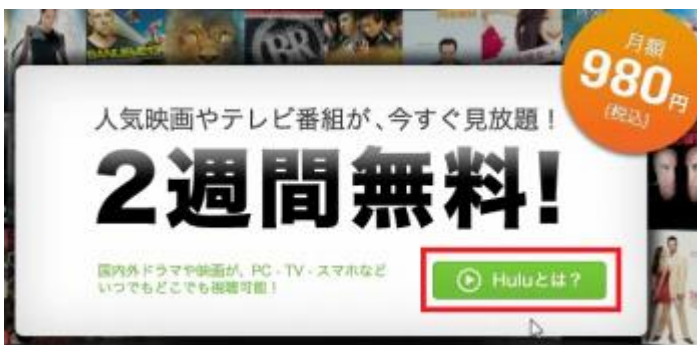 月額
980円
(税込)
人気映画やテレビ番組が、今すぐ見放題！
2週間無料!
国内外ドラマや映画が、PC・TV・スマホなど
いつでもどこでも視聴可能！
Huluとは？